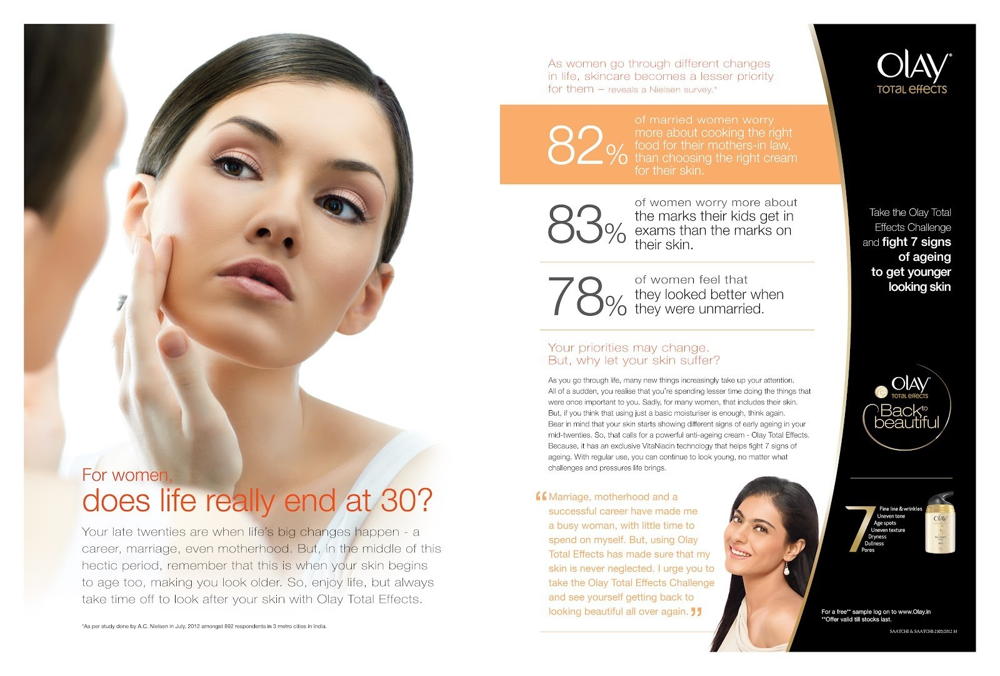 For women,
does life really end at 30?
Your late twenties are when life's big changes happen - a
career, marriage, even motherhood. But, in the middle of this
hectic period, remember that this is when your skin begins
to age too, making you look older. So, enjoy life, but always
take time off to look after your skin with Olay Total Effects.
*As per study done by A.C. Nielsen in July, 2012 amongst 892 respondents in 3 metro cities in India.
As women go through different changes
in life, skincare becomes a lesser priority
for them – reveals a Nielsen survey.*
82%
of married women worry
more about cooking the right
food for their mothers-in law,
than choosing the right cream
for their skin.
83%
of women worry more about
the marks their kids get in
exams than the marks on
their skin.
78%
of women feel that
they looked better when
they were unmarried.
Your priorities may change.
But, why let your skin suffer?
As you go through life, many new things increasingly take up your attention.
All of a sudden, you realise that you're spending lesser time doing the things that
were once important to you. Sadly, for many women, that includes their skin.
But, if you think that using just a basic moisturiser is enough, think again.
Bear in mind that your skin starts showing different signs of early ageing in your
mid-twenties. So, that calls for a powerful anti-ageing cream - Olay Total Effects.
Because, it has an exclusive VitaNiacin technology that helps fight 7 signs of
ageing. With regular use, you can continue to look young, no matter what
challenges and pressures life brings.
“Marriage, motherhood and a
successful career have made me
a busy woman, with little time to
spend on myself. But, using Olay
Total Effects has made sure that my
skin is never neglected. I urge you to
take the Olay Total Effects Challenge
and see yourself getting back to
looking beautiful all over again.”
OLAY®
TOTAL effects
Take the Olay Total
Effects Challenge
and fight 7 signs
of ageing
to get younger
looking skin
OLAY®
TOTAL effects
Back to
beautiful
7
Fine line & wrinkles
Uneven tone
Age spots
Uneven texture
Dryness
Dullness
Pores
OLAY
For a free** sample log on to www.Olay.in
**Offer valid till stocks last.
SAATCHI & SAATCHI-2305/2012 M